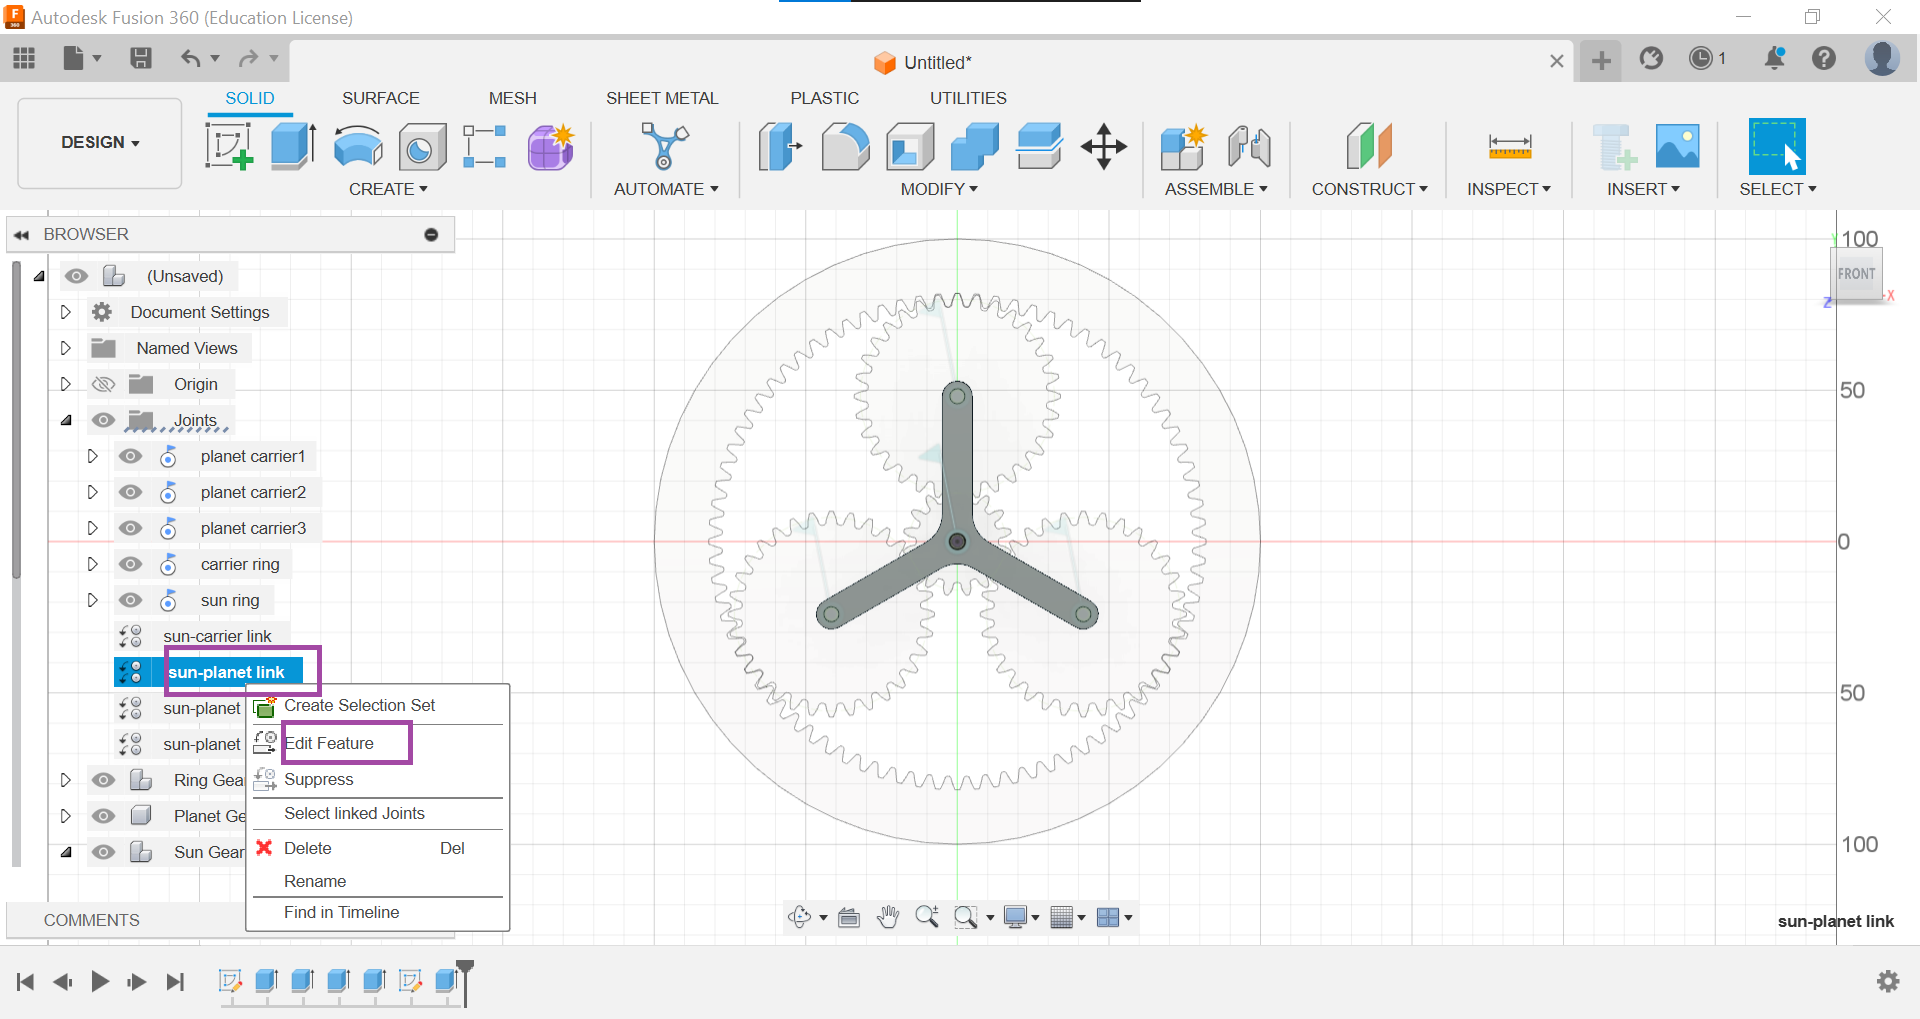 Autodesk Fusion 360 (Education License)
Untitled*
1
DESIGN
SOLID
SURFACE
MESH
SHEET METAL
PLASTIC
UTILITIES
CREATE
AUTOMATE
MODIFY
ASSEMBLE
CONSTRUCT
INSPECT
INSERT
SELECT
BROWSER
(Unsaved)
Document Settings
Named Views
Origin
Joints
planet carrier1
planet carrier2
planet carrier3
carrier ring
sun ring
sun-carrier link
sun-planet link
sun-planet
sun-planet
Ring Gea
Planet Ge
Sun Gear
Create Selection Set
Edit Feature
Suppress
Select linked Joints
Delete Del
Rename
Find in Timeline
COMMENTS
100
50
0
50
100
Y
FRONT
X
Z
sun-planet link